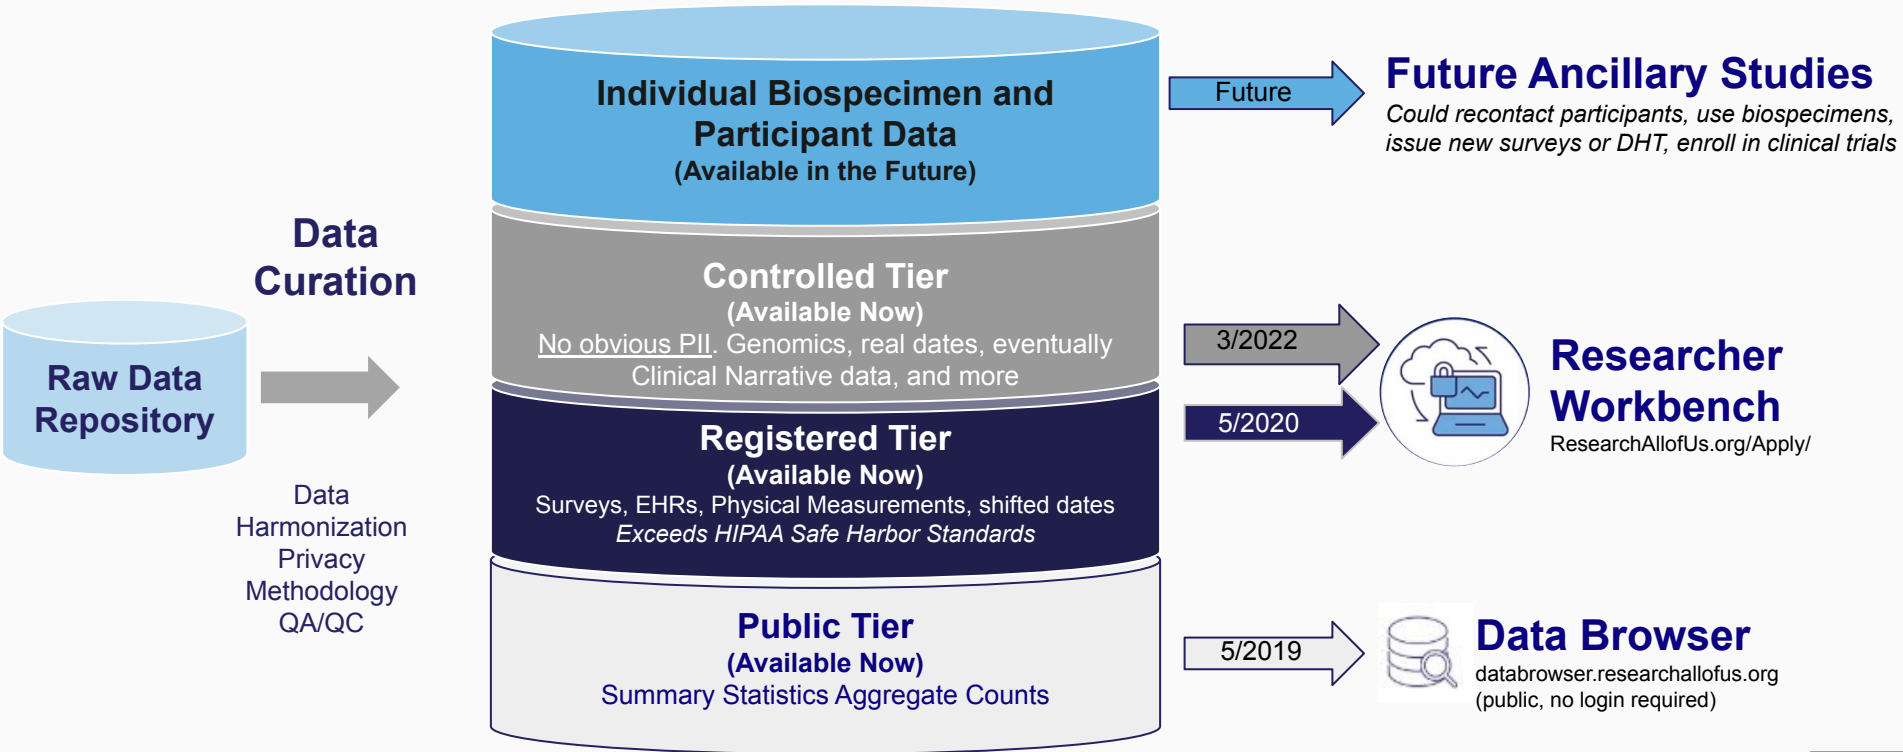 Raw Data
Repository
Data
Curation
Data
Harmonization
Privacy
Methodology
QA/QC
Individual Biospecimen and
Participant Data
(Available in the Future)
Future
Future Ancillary Studies
Could recontact participants, use biospecimens,
issue new surveys or DHT, enroll in clinical trials
Controlled Tier
(Available Now)
No obvious PII. Genomics, real dates, eventually
Clinical Narrative data, and more
3/2022
Registered Tier
(Available Now)
Surveys, EHRs, Physical Measurements, shifted dates
Exceeds HIPAA Safe Harbor Standards
5/2020
Researcher
Workbench
ResearchAllofUs.org/Apply/
Public Tier
(Available Now)
Summary Statistics Aggregate Counts
5/2019
Data Browser
databrowser.researchallofus.org
(public, no login required)